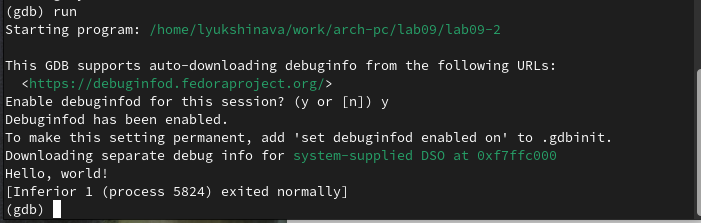 (gdb) run
Starting program: /home/lyukshinava/work/arch-pc/lab09/lab09-2
This GDB supports auto-downloading debuginfo from the following URLs:
<https://debuginfod.fedoraproject.org/>
Enable debuginfod for this session? (y or [n]) y
Debuginfod has been enabled.
To make this setting permanent, add 'set debuginfod enabled on' to .gdbinit.
Downloading separate debug info for system-supplied DSO at 0xf7ffc000
Hello, world!
[Inferior 1 (process 5824) exited normally]
(gdb)